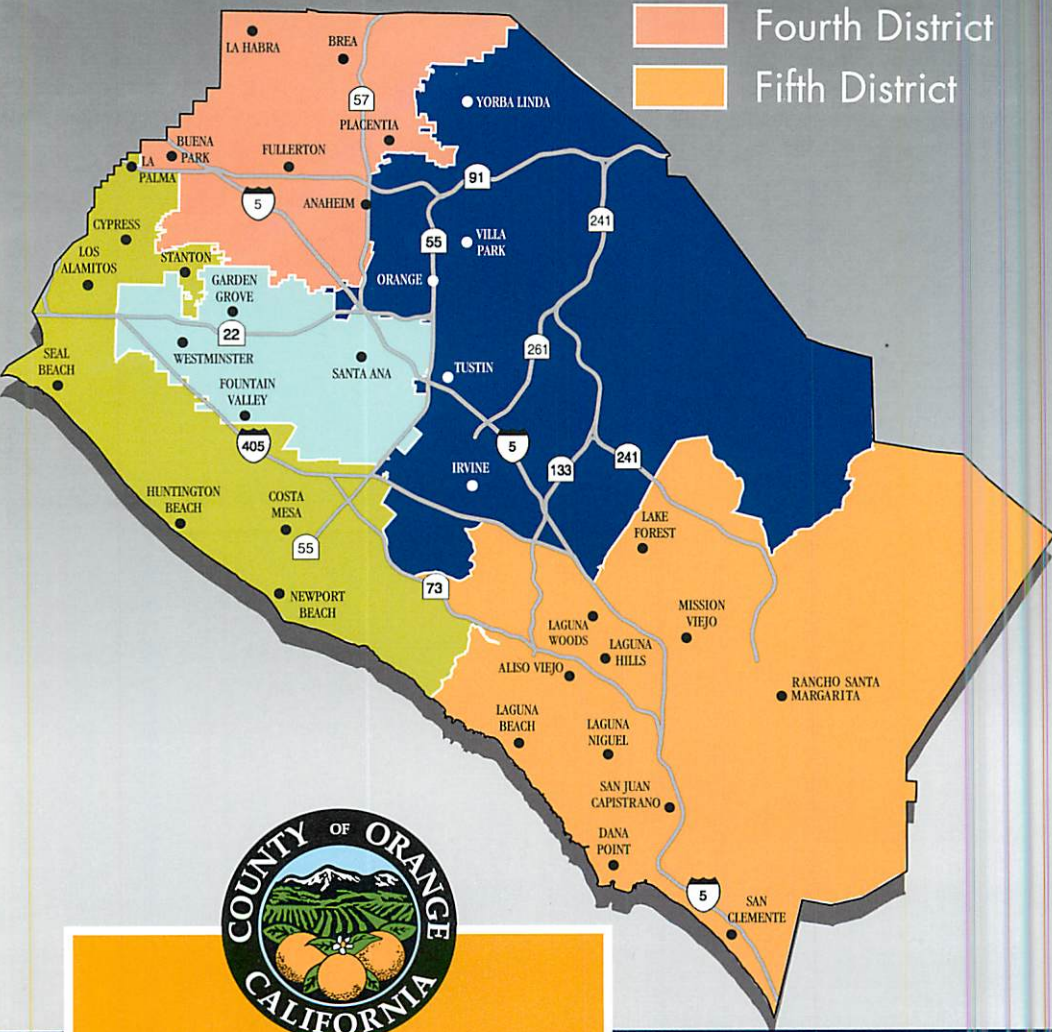 Fourth District
Fifth District
LA HABRA
BREA
57
YORBA LINDA
PLACENTIA
BUENA
PARK
FULLERTON
LA
PALMA
91
5
ANAHEIM
241
CYPRESS
55
VILLA
PARK
LOS
ALAMITOS
STANTON
ORANGE
GARDEN
GROVE
22
261
WESTMINSTER
SANTA ANA
SEAL
BEACH
TUSTIN
FOUNTAIN
VALLEY
405
5
133
241
IRVINE
HUNTINGTON
BEACH
COSTA
MESA
55
LAKE
FOREST
73
NEWPORT
BEACH
LAGUNA
WOODS
MISSION
VIEJO
LAGUNA
HILLS
ALISO VIEJO
RANCHO SANTA
MARGARITA
LAGUNA
BEACH
LAGUNA
NIGUEL
SAN JUAN
CAPISTRANO
DANA
POINT
5
SAN
CLEMENTE
COUNTY OF ORANGE
CALIFORNIA